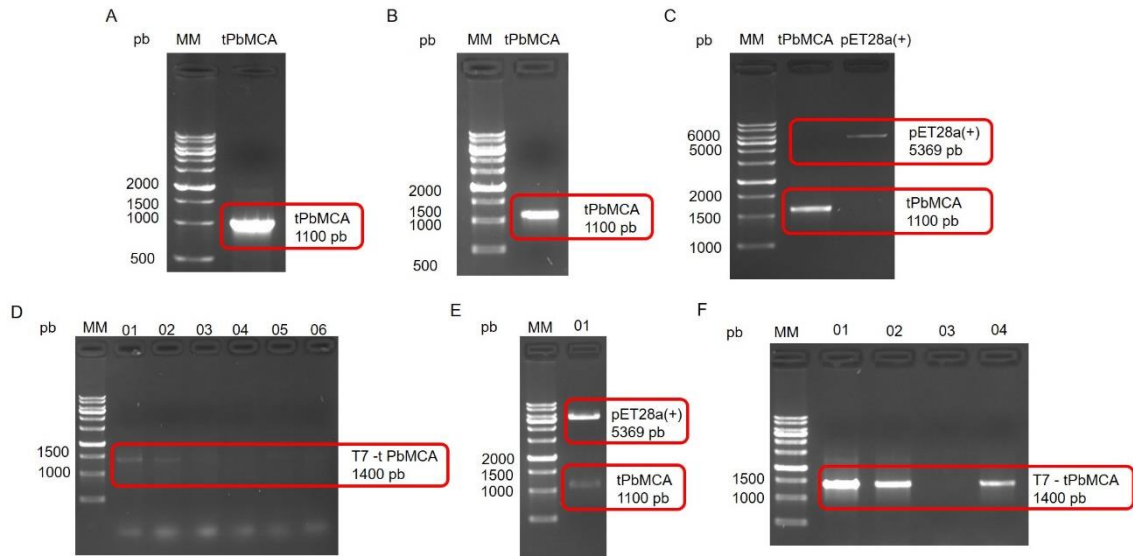 A
pb MM tPbMCA
2000
1500
1000
500
tPbMCA
1100 pb
B
pb MM tPbMCA
2000
1500
1000
500
tPbMCA
1100 pb
C
pb MM tPbMCA pET28a(+)
6000
5000
2000
1500
1000
pET28a(+)
5369 pb
tPbMCA
1100 pb
D
pb MM 01 02 03 04 05 06
1500
1000
T7 -t PbMCA
1400 pb
E
pb MM 01
2000
1500
1000
pET28a(+)
5369 pb
tPbMCA
1100 pb
F
pb MM 01 02 03 04
1500
1000
T7 - tPbMCA
1400 pb